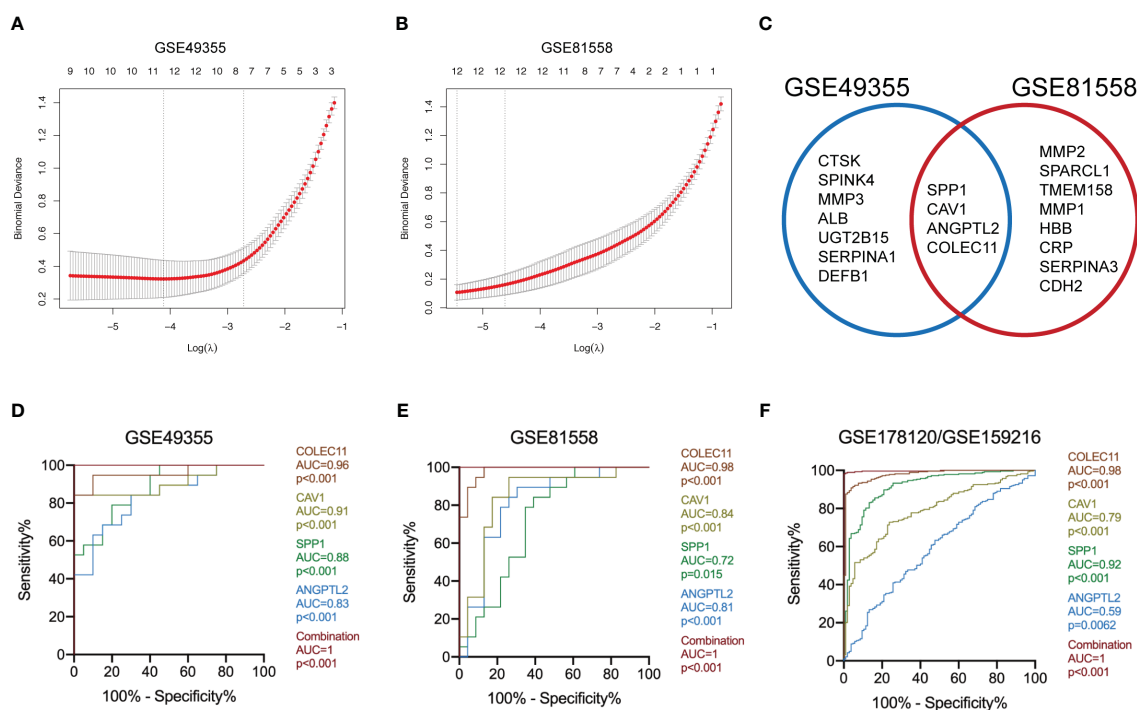 A
GSE49355
9 10 10 10 10 11 12 12 10 8 7 7 5 5 3 3
Binomial Deviance
1.4
1.2
1.0
0.8
0.6
0.4
0.2
-5 -4 -3 -2 -1
Log(λ)
B
GSE81558
12 12 12 12 12 12 11 8 7 7 4 2 2 1 1 1
Binomial Deviance
1.4
1.2
1.0
0.8
0.6
0.4
0.2
0.0
-5 -4 -3 -2 -1
Log(λ)
C
GSE49355
GSE81558
CTSK
SPINK4
MMP3
ALB
UGT2B15
SERPINA1
DEFB1
SPP1
CAV1
ANGPTL2
COLEC11
MMP2
SPARCL1
TMEM158
MMP1
HBB
CRP
SERPINA3
CDH2
D
GSE49355
Sensitivity%
100
80
60
40
20
0
0 20 40 60 80 100
100% - Specificity%
COLEC11
AUC=0.96
p<0.001
CAV1
AUC=0.91
p<0.001
SPP1
AUC=0.88
p<0.001
ANGPTL2
AUC=0.83
p<0.001
Combination
AUC=1
p<0.001
E
GSE81558
Sensitivity%
100
80
60
40
20
0
0 20 40 60 80 100
100% - Specificity%
COLEC11
AUC=0.98
p<0.001
CAV1
AUC=0.84
p<0.001
SPP1
AUC=0.72
p=0.015
ANGPTL2
AUC=0.81
p<0.001
Combination
AUC=1
p<0.001
F
GSE178120/GSE159216
Sensitivity%
100
80
60
40
20
0
0 20 40 60 80 100
100% - Specificity%
COLEC11
AUC=0.98
p<0.001
CAV1
AUC=0.79
p<0.001
SPP1
AUC=0.92
p<0.001
ANGPTL2
AUC=0.59
p=0.0062
Combination
AUC=1
p<0.001